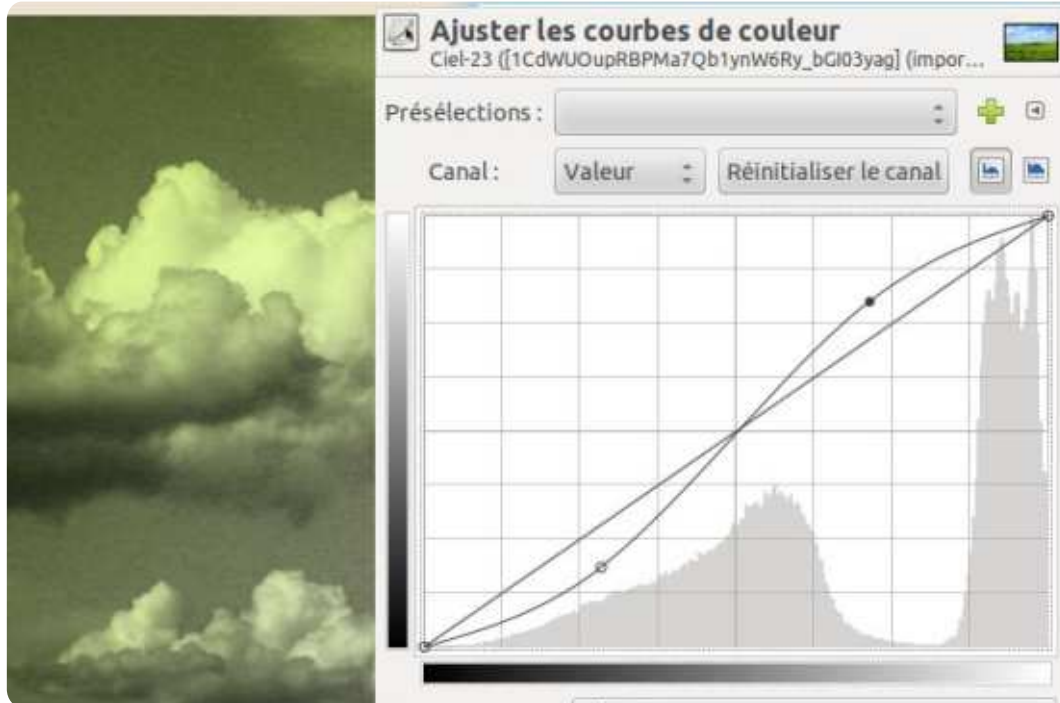 Ajuster les courbes de couleur
Ciel-23 ([1CdWUOupRBPMa7Qb1ynW6Ry_bGI03yag] (impor...
Présélections :
Canal : Valeur Réinitialiser le canal